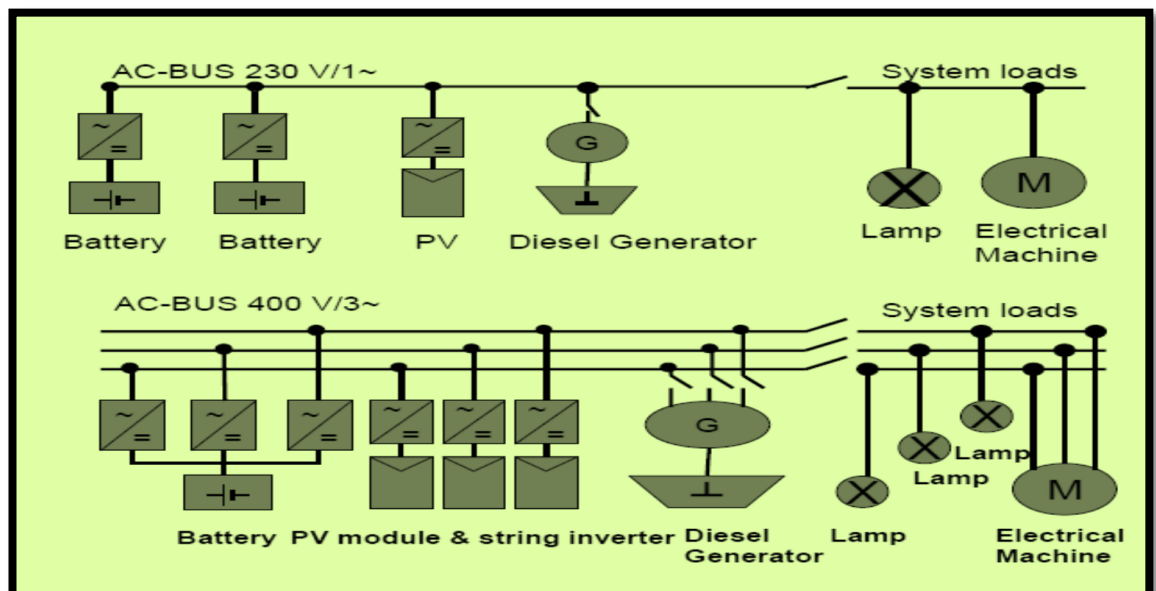 AC-BUS 230 V/1~
System loads
~
=
~
=
~
=
G
M
Battery
Battery
PV
Diesel Generator
Lamp
Electrical
Machine
AC-BUS 400 V/3~
System loads
~
=
~
=
~
=
~
=
~
=
~
=
G
Lamp
Lamp
M
Battery
PV module & string inverter
Diesel
Generator
Lamp
Electrical
Machine